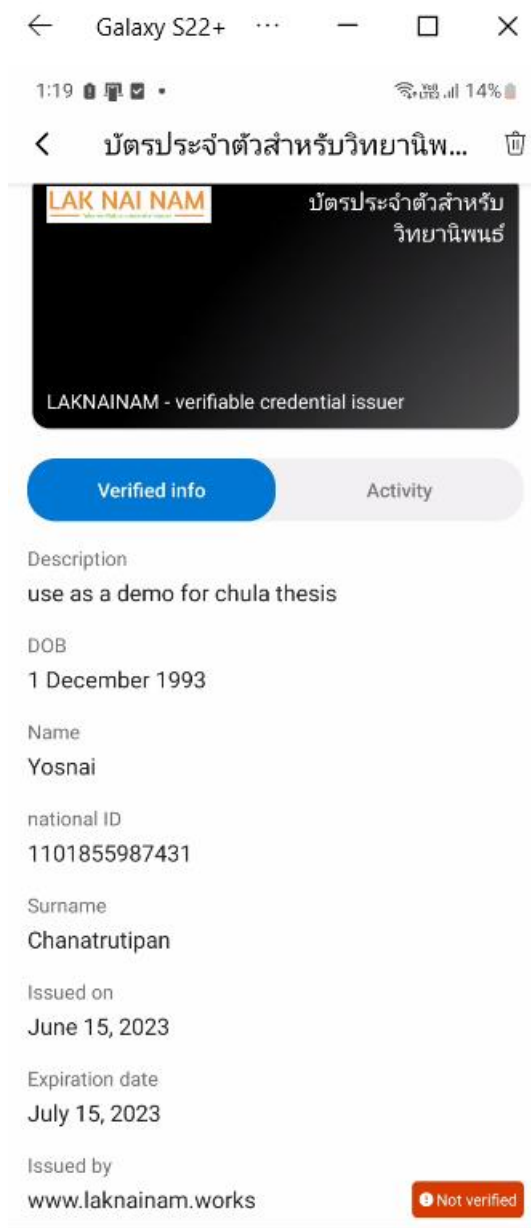 Galaxy S22+ ...
1:19 14%
บัตรประจำตัวสำหรับวิทยานิพ...
LAK NAI NAM
บัตรประจำตัวสำหรับ
วิทยานิพนธ์
LAKNAINAM - verifiable credential issuer
Verified info Activity
Description
use as a demo for chula thesis
DOB
1 December 1993
Name
Yosnai
national ID
1101855987431
Surname
Chanatrutipan
Issued on
June 15, 2023
Expiration date
July 15, 2023
Issued by
www.laknainam.works Not verified